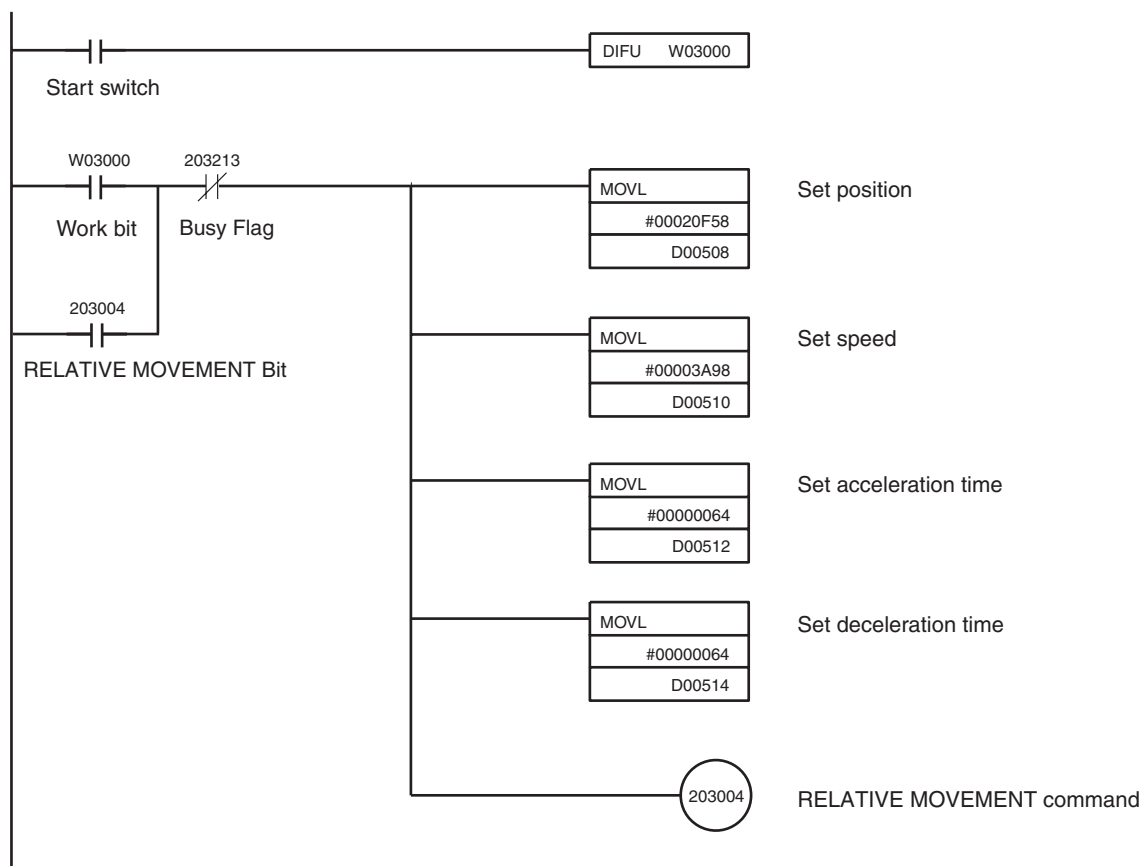 DIFU W03000
Start switch
W03000 203213
MOVL Set position
Work bit Busy Flag
#00020F58
D00508
203004
RELATIVE MOVEMENT Bit
MOVL Set speed
#00003A98
D00510
MOVL Set acceleration time
#00000064
D00512
MOVL Set deceleration time
#00000064
D00514
203004 RELATIVE MOVEMENT command